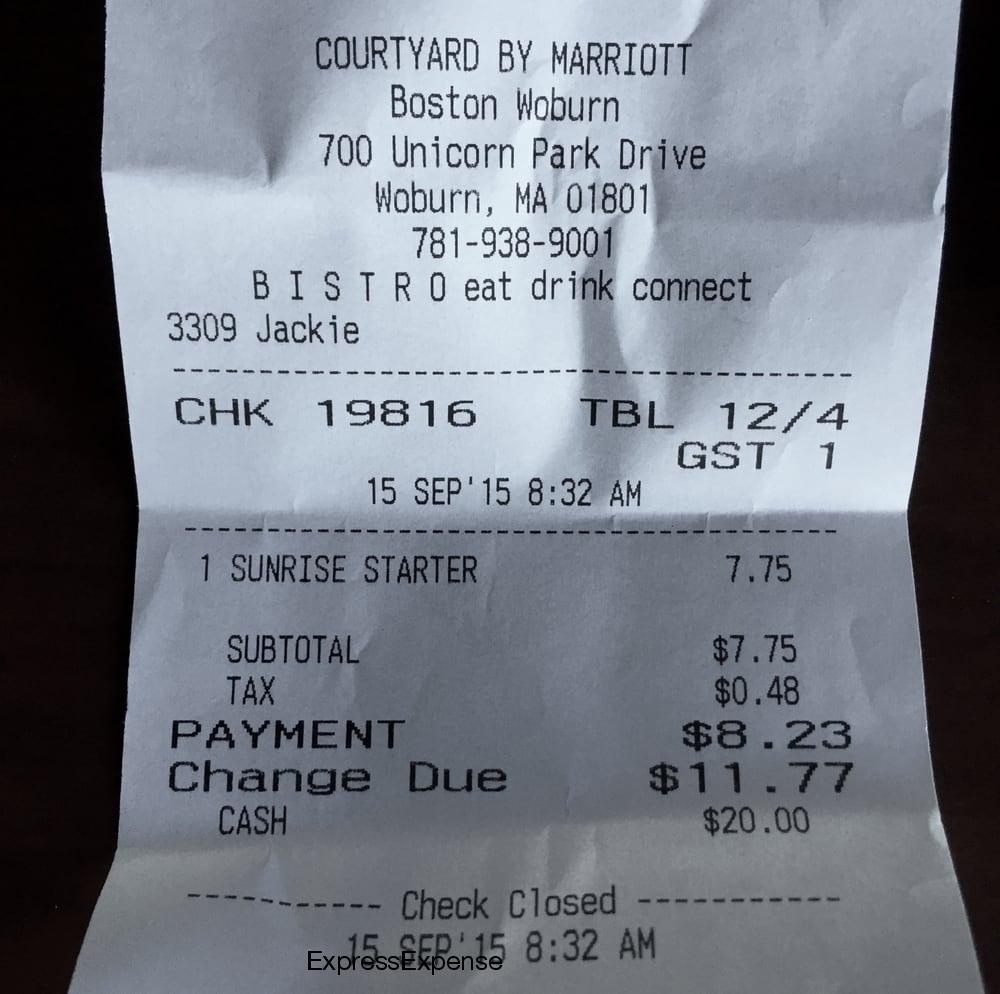 COURTYARD BY MARRIOTT
Boston Woburn
700 Unicorn Park Drive
Woburn, MA 01801
781-938-9001
B I S T R O eat drink connect
3309 Jackie
--------------------------------------------
CHK 19816 TBL 12/4
GST 1
15 SEP'15 8:32 AM
--------------------------------------------
1 SUNRISE STARTER 7.75
SUBTOTAL $7.75
TAX $0.48
PAYMENT $8.23
Change Due $11.77
CASH $20.00
------------ Check Closed ------------
15 SEP'15 8:32 AM
ExpressExpense